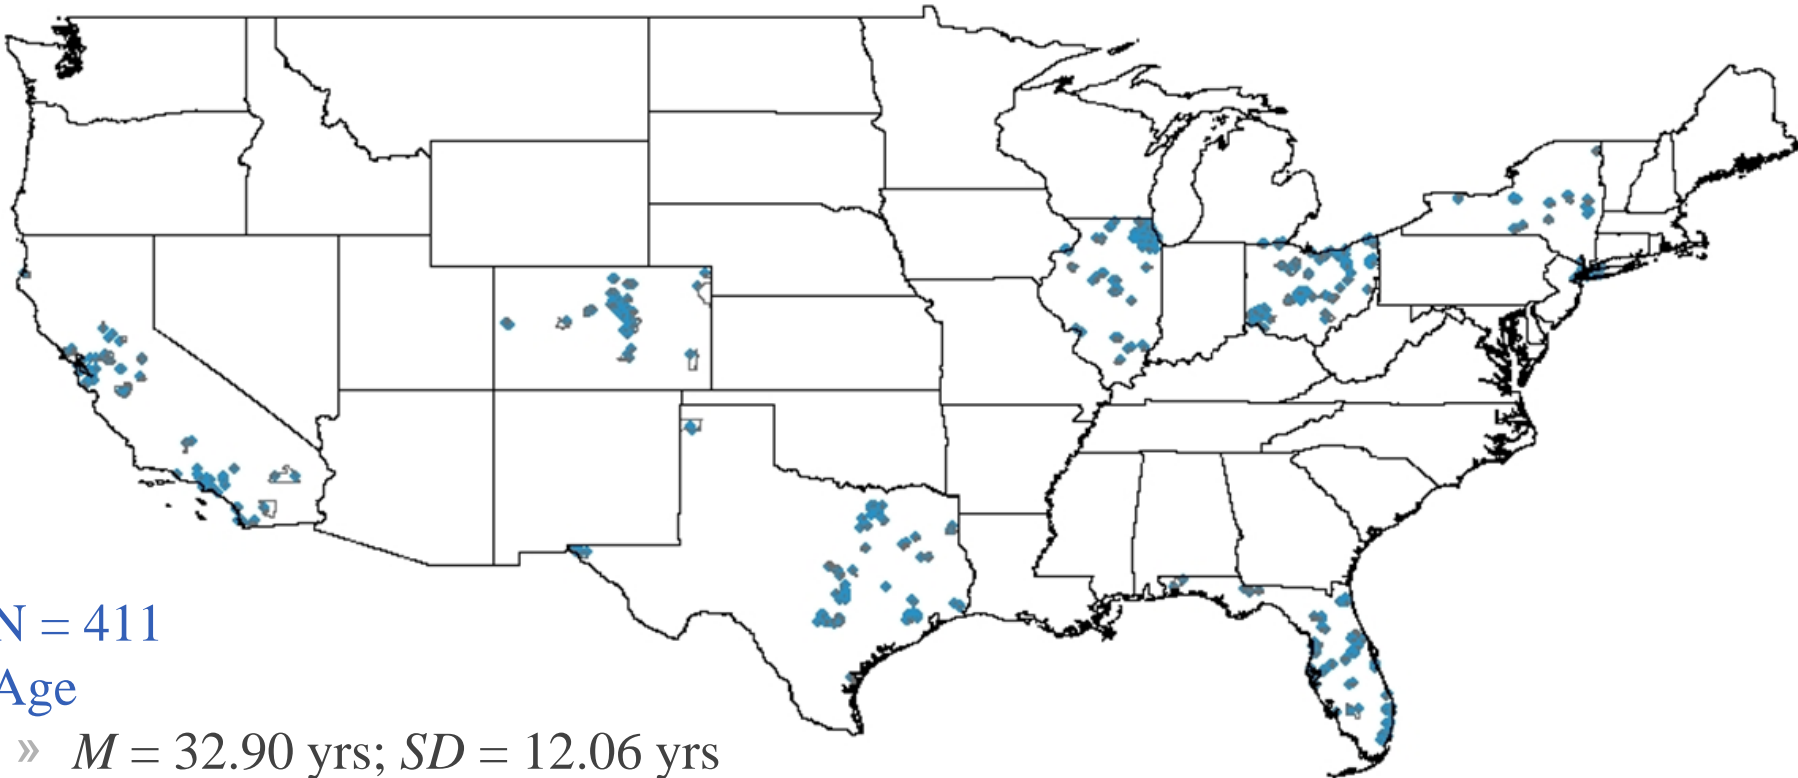 N = 411
Age
» M = 32.90 yrs; SD = 12.06 yrs